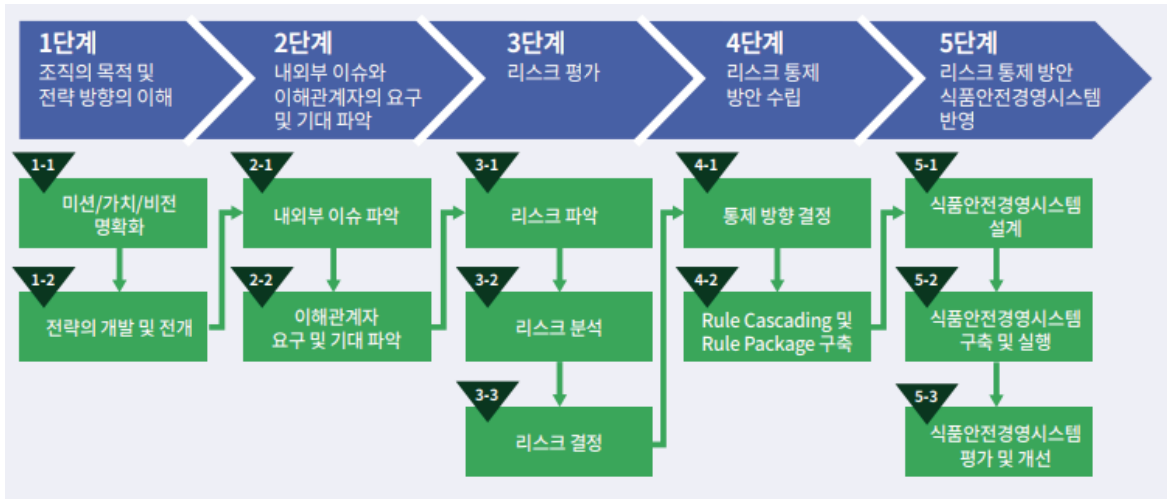 1단계
조직의 목적 및
전략 방향의 이해
2단계
내외부 이슈와
이해관계자의 요구
및 기대 파악
3단계
리스크 평가
4단계
리스크 통제
방안 수립
5단계
리스크 통제 방안
식품안전경영시스템
반영
1-1
미션/가치/비전
명확화
1-2
전략의 개발 및 전개
2-1
내외부 이슈 파악
2-2
이해관계자
요구 및 기대 파악
3-1
리스크 파악
3-2
리스크 분석
3-3
리스크 결정
4-1
통제 방향 결정
4-2
Rule Cascading 및
Rule Package 구축
5-1
식품안전경영시스템
설계
5-2
식품안전경영시스템
구축 및 실행
5-3
식품안전경영시스템
평가 및 개선